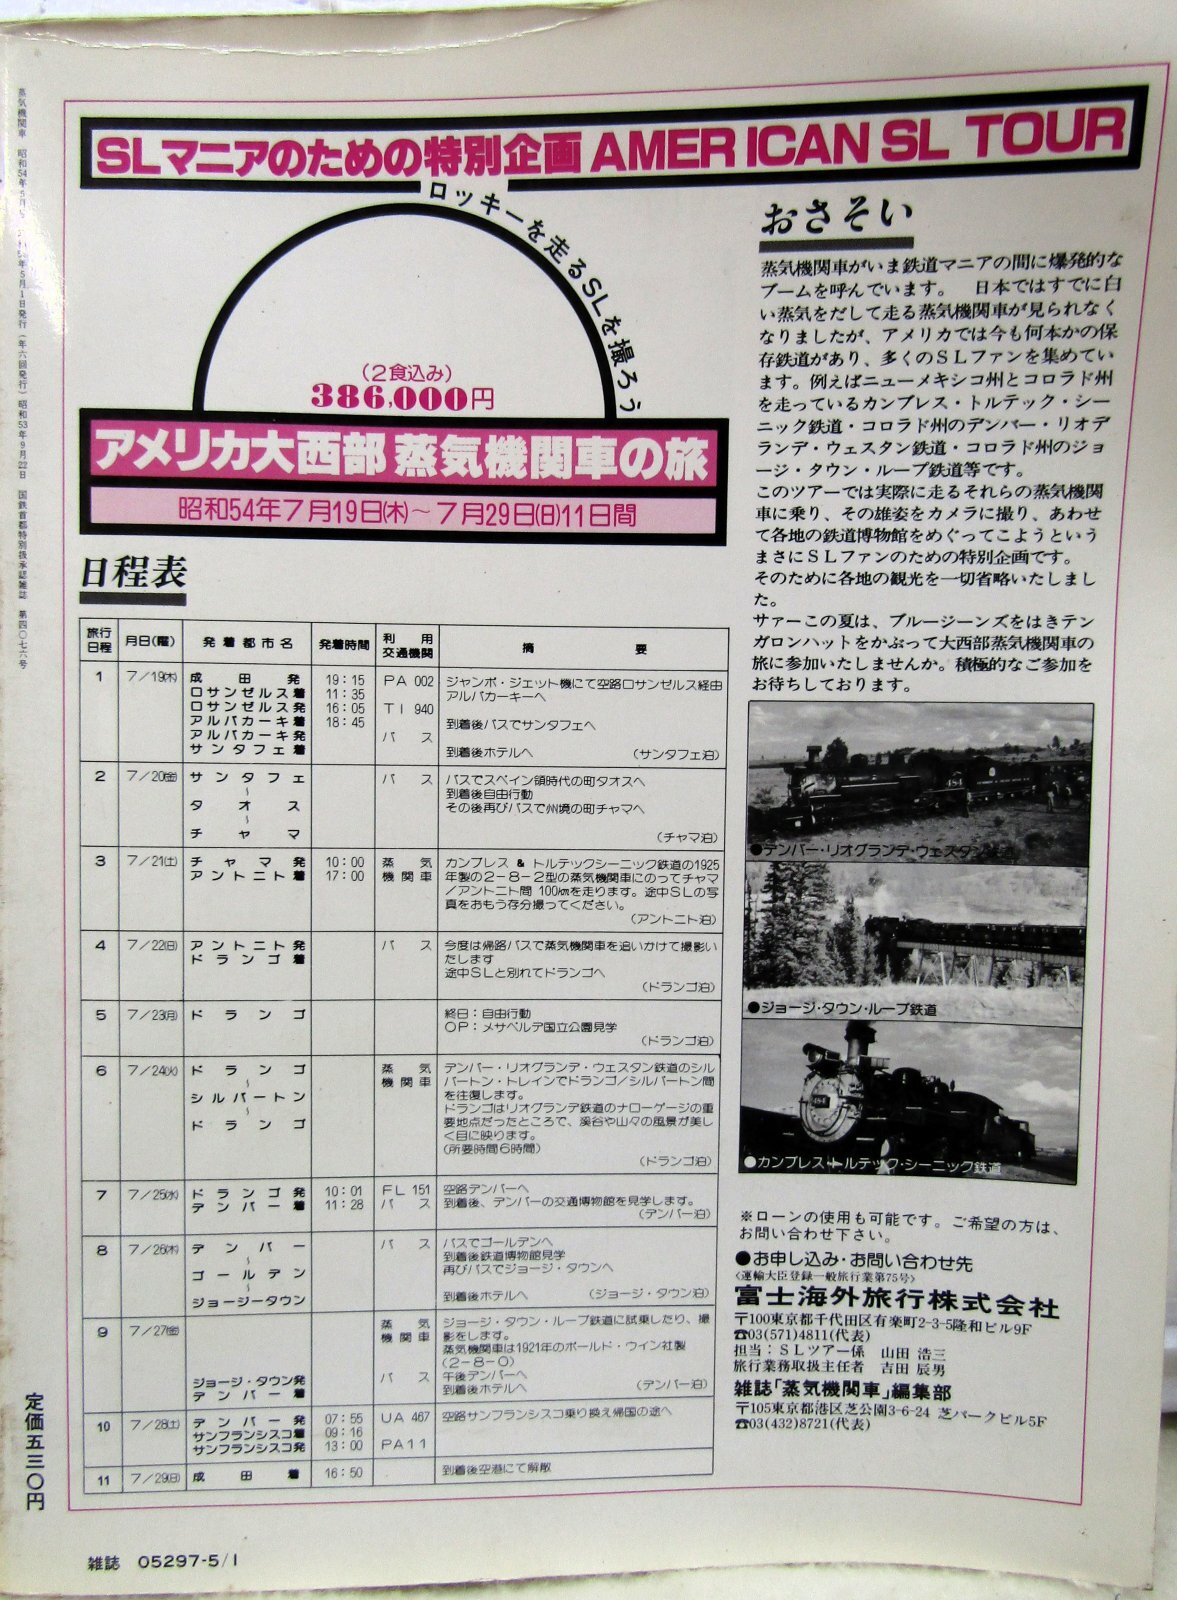 SLマニアのための特別企画 AMERICAN SL TOUR
ロッキーを走るSLを撮ろう
(2食込み)
386,000円
アメリカ大西部 蒸気機関車の旅
昭和54年7月19日(木)～7月29日(日)11日間
おさそい
蒸気機関車がいま鉄道マニアの間に爆発的な
ブームを呼んでいます。 日本ではすでに白
い蒸気をだして走る蒸気機関車が見られなく
なりましたが、アメリカでは今も何本かの保
存鉄道があり、多くのSLファンを集めてい
ます。例えばニューメキシコ州とコロラド州
を走っているカンブレス・トルテック・シー
ニック鉄道・コロラド州のデンバー・リオデ
ランデ・ウェスタン鉄道・コロラド州のジョ
ージ・タウン・ループ鉄道等です。
このツアーでは実際に走るそれらの蒸気機関
車に乗り、その雄姿をカメラに撮り、あわせ
て各地の鉄道博物館をめぐってこようという
まさにSLファンのための特別企画です。
そのために各地の観光を一切省略いたしまし
た。
サァーこの夏は、ブルージーンズをはきテン
ガロンハットをかぶって大西部蒸気機関車の
旅に参加いたしませんか。積極的なご参加を
お待ちしております。
日程表
旅行日程 月日(曜) 発着都市名 発着時間 利用交通機関 摘要
1 7/19(木) 成田発 19:15 PA 002 ジャンボ・ジェット機にて空路ロサンゼルス経由
ロサンゼルス着 11:35 アルバカーキーへ
ロサンゼルス発 16:05 TI 940
アルバカーキ着 18:45 到着後バスでサンタフェへ
アルバカーキ発 バス
サンタフェ着 到着後ホテルへ (サンタフェ泊)
2 7/20(金) サンタフェ バス バスでスペイン領時代の町タオスへ
～ 到着後自由行動
タオス その後再びバスで州境の町チャマへ
～
チャマ (チャマ泊)
3 7/21(土) チャマ発 10:00 蒸気 カンブレス & トルテックシーニック鉄道の1925
アントニト着 17:00 機関車 年製の2-8-2型の蒸気機関車にのってチャマ
/アントニト間 100kmを走ります。途中SLの写
真をおもう存分撮ってください。
(アントニト泊)
4 7/22(日) アントニト発 バス 今度は帰路バスで蒸気機関車を追いかけて撮影い
ドランゴ着 たします
途中SLと別れてドランゴへ
(ドランゴ泊)
5 7/23(月) ドランゴ 終日:自由行動
OP:メサベルデ国立公園見学
(ドランゴ泊)
6 7/24(火) ドランゴ 蒸気 デンバー・リオグランデ・ウェスタン鉄道のシル
～ 機関車 バートン・トレインでドランゴ/シルバートン間
シルバートン を往復します。
～ ドランゴはリオグランデ鉄道のナローゲージの重
ドランゴ 要地点だったところで、渓谷や山々の風景が美し
く目に映ります。
(所要時間6時間)
(ドランゴ泊)
7 7/25(水) ドランゴ発 10:01 FL 151 空路デンバーへ
デンバー着 11:28 バス 到着後、デンバーの交通博物館を見学します。
(デンバー泊)
8 7/26(木) デンバー バス バスでゴールデンへ
～ 到着後鉄道博物館見学
ゴールデン 再びバスでジョージ・タウンへ
～
ジョージータウン 到着後ホテルへ (ジョージ・タウン泊)
9 7/27(金) 蒸気 ジョージ・タウン・ループ鉄道に試乗したり、撮
機関車 影をします。
蒸気機関車は1921年のボールド・ウイン社製
(2-8-0)
ジョージ・タウン発 バス 午後デンバーへ
デンバー着 到着後ホテルへ (デンバー泊)
10 7/28(土) デンバー発 07:55 UA 467 空路サンフランシスコ乗り換え帰国の途へ
サンフランシスコ着 09:16
サンフランシスコ発 13:00 PA11
11 7/29(日) 成田着 16:50 到着後空港にて解散
●デンバー・リオグランデ・ウェスタン鉄道
484
●ジョージ・タウン・ループ鉄道
484
●カンブレス・トルテック・シーニック鉄道
※ローンの使用も可能です。ご希望の方は、
お問い合わせ下さい。
●お申し込み・お問い合わせ先
〈運輸大臣登録一般旅行業第75号〉
富士海外旅行株式会社
〒100東京都千代田区有楽町2-3-5隆和ビル9F
☎03(571)4811(代表)
担当:SLツアー係 山田 浩三
旅行業務取扱主任者 吉田 辰男
雑誌「蒸気機関車」編集部
〒105東京都港区芝公園3-6-24 芝パークビル5F
☎03(432)8721(代表)
蒸気機関車 昭和54年5月 5月1日発行(年六回発行) 昭和53年9月22日 国鉄首都特別扱承認雑誌 第四〇七六号
定価五三〇円
雑誌 05297-5/1